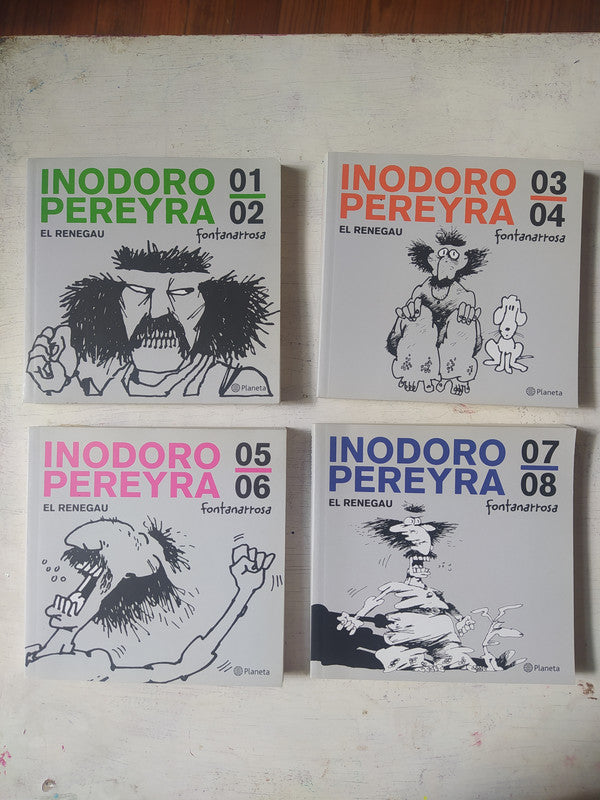 INODORO
PEREYRA
01
02
EL RENEGAU
fontanarrosa
Planeta
INODORO
PEREYRA
03
04
EL RENEGAU
fontanarrosa
Planeta
INODORO
PEREYRA
05
06
EL RENEGAU
fontanarrosa
Planeta
INODORO
PEREYRA
07
08
EL RENEGAU
fontanarrosa
Planeta